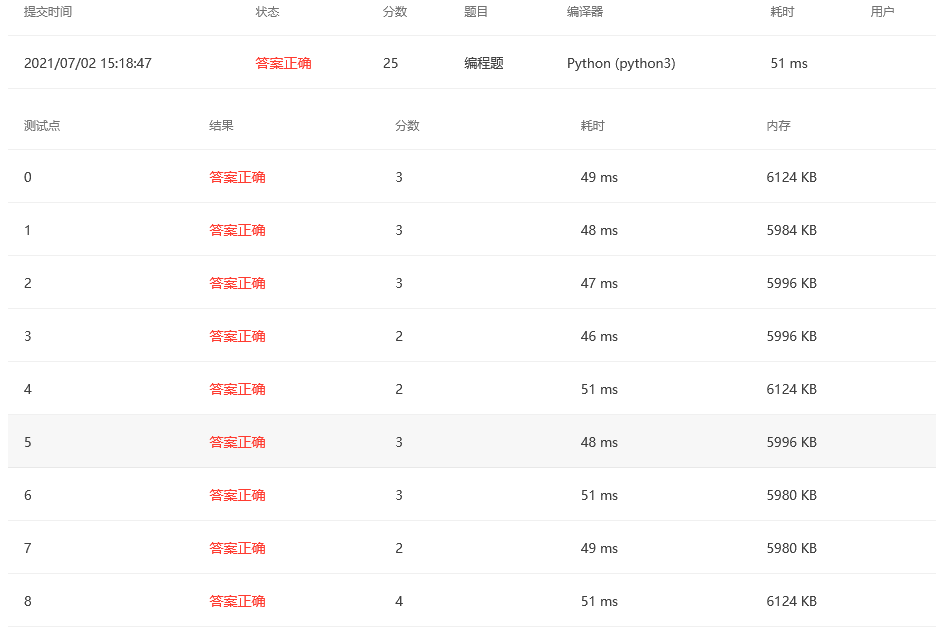 提交时间 状态 分数 题目 编译器 耗时 用户
2021/07/02 15:18:47 答案正确 25 编程题 Python (python3) 51 ms
测试点 结果 分数 耗时 内存
0 答案正确 3 49 ms 6124 KB
1 答案正确 3 48 ms 5984 KB
2 答案正确 3 47 ms 5996 KB
3 答案正确 2 46 ms 5996 KB
4 答案正确 2 51 ms 6124 KB
5 答案正确 3 48 ms 5996 KB
6 答案正确 3 51 ms 5980 KB
7 答案正确 2 49 ms 5980 KB
8 答案正确 4 51 ms 6124 KB